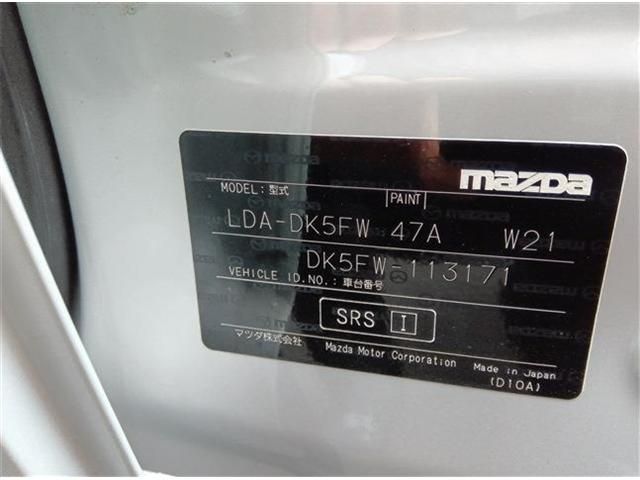 mazda
MODEL: 型式 PAINT
LDA-DK5FW 47A W21
DK5FW-113171
VEHICLE ID.NO.: 車台番号
SRS I
マツダ株式会社 Mazda Motor Corporation Made in Japan
(D10A)